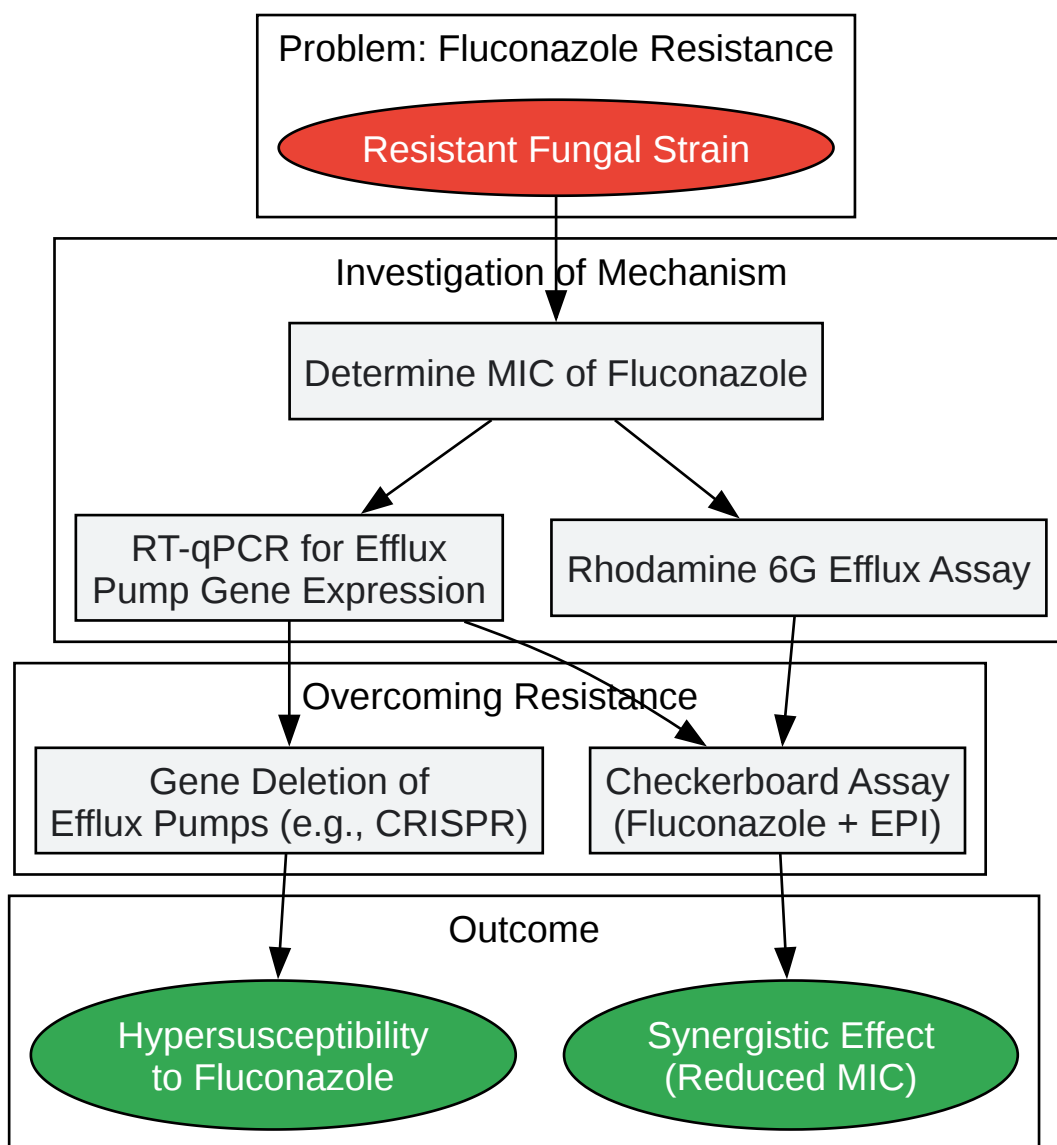 Problem: Fluconazole Resistance
Resistant Fungal Strain
Investigation of Mechanism
Determine MIC of Fluconazole
RT-qPCR for Efflux
Pump Gene Expression
Rhodamine 6G Efflux Assay
Overcoming Resistance
Gene Deletion of
Efflux Pumps (e.g., CRISPR)
Checkerboard Assay
(Fluconazole + EPI)
Outcome
Hypersusceptibility
to Fluconazole
Synergistic Effect
(Reduced MIC)